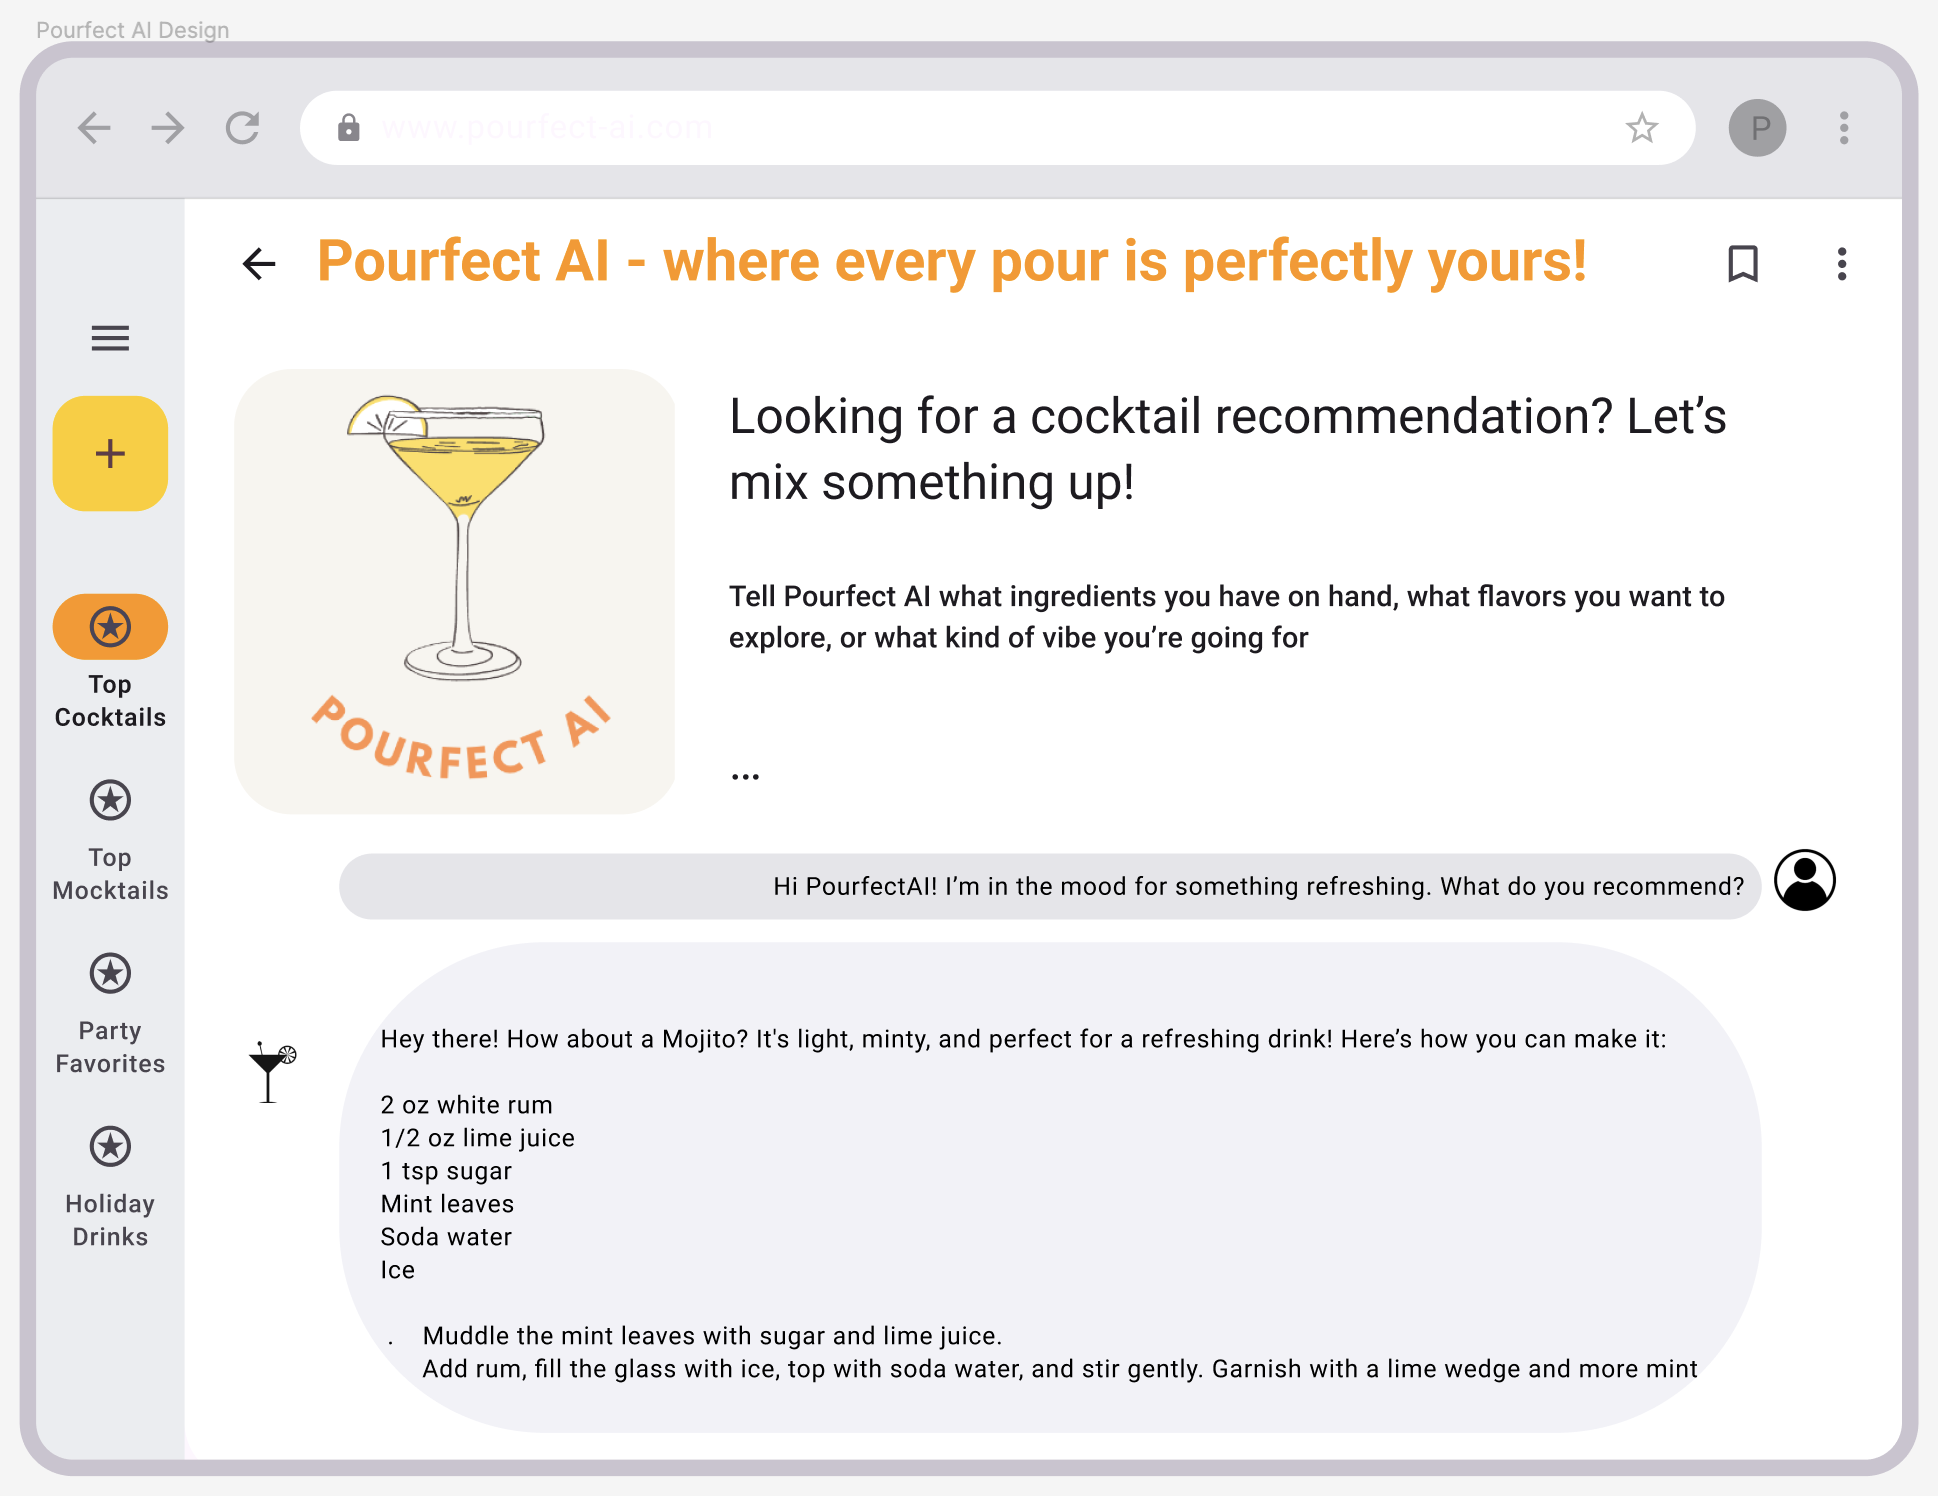 Pourfect AI Design
www.pourfect-ai.com
P
Pourfect AI - where every pour is perfectly yours!
Top
Cocktails
Top
Mocktails
Party
Favorites
Holiday
Drinks
POURFECT AI
Looking for a cocktail recommendation? Let’s
mix something up!
Tell Pourfect AI what ingredients you have on hand, what flavors you want to
explore, or what kind of vibe you’re going for
...
Hi PourfectAI! I’m in the mood for something refreshing. What do you recommend?
Hey there! How about a Mojito? It's light, minty, and perfect for a refreshing drink! Here’s how you can make it:
2 oz white rum
1/2 oz lime juice
1 tsp sugar
Mint leaves
Soda water
Ice
. Muddle the mint leaves with sugar and lime juice.
Add rum, fill the glass with ice, top with soda water, and stir gently. Garnish with a lime wedge and more mint